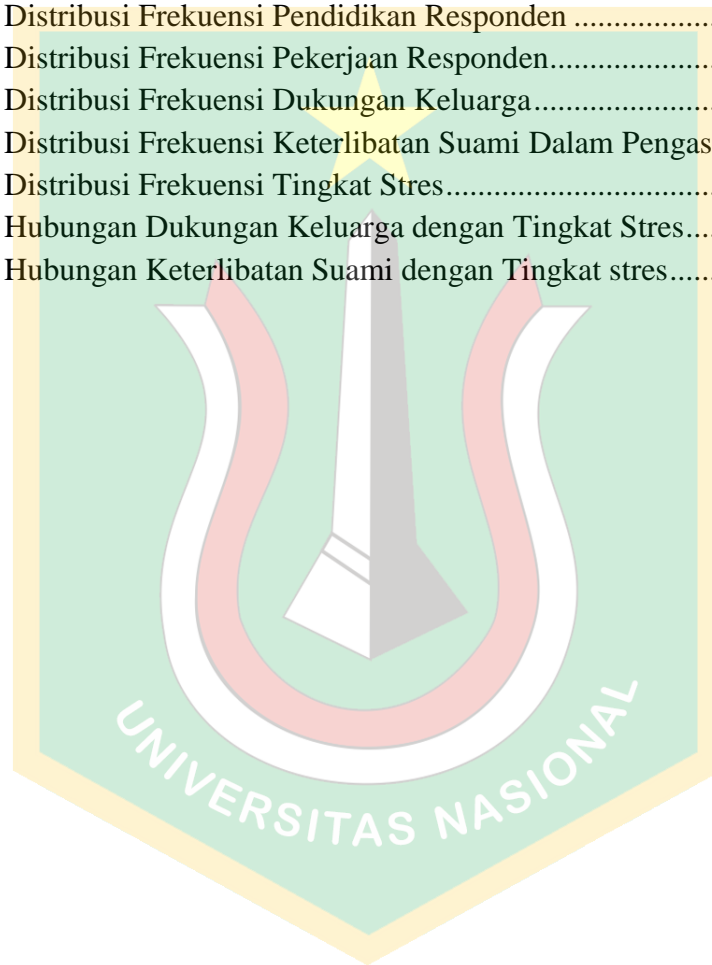 Distribusi Frekuensi Pendidikan Responden ..................
Distribusi Frekuensi Pekerjaan Responden.....................
Distribusi Frekuensi Dukungan Keluarga.......................
Distribusi Frekuensi Keterlibatan Suami Dalam Pengas
Distribusi Frekuensi Tingkat Stres..................................
Hubungan Dukungan Keluarga dengan Tingkat Stres....
Hubungan Keterlibatan Suami dengan Tingkat stres......
UNIVERSITAS NASIONAL